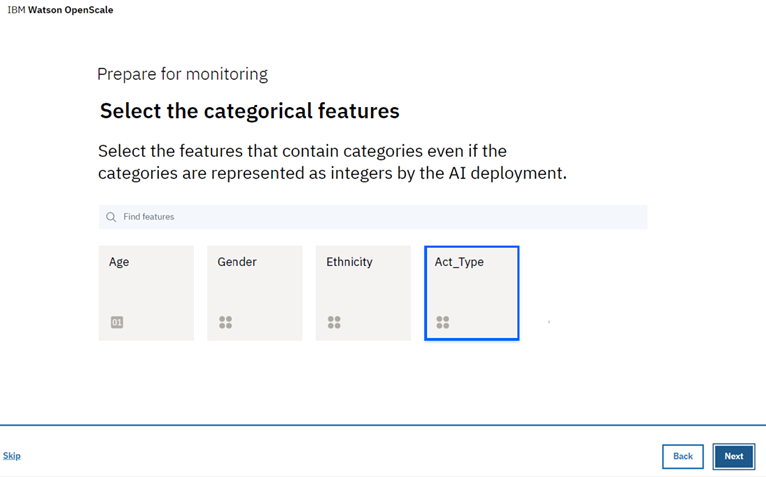 IBM Watson OpenScale
Prepare for monitoring
Select the categorical features
Select the features that contain categories even if the
categories are represented as integers by the AI deployment.
Find features
Age
Gender
Ethnicity
Act_Type
01
Skip
Back
Next